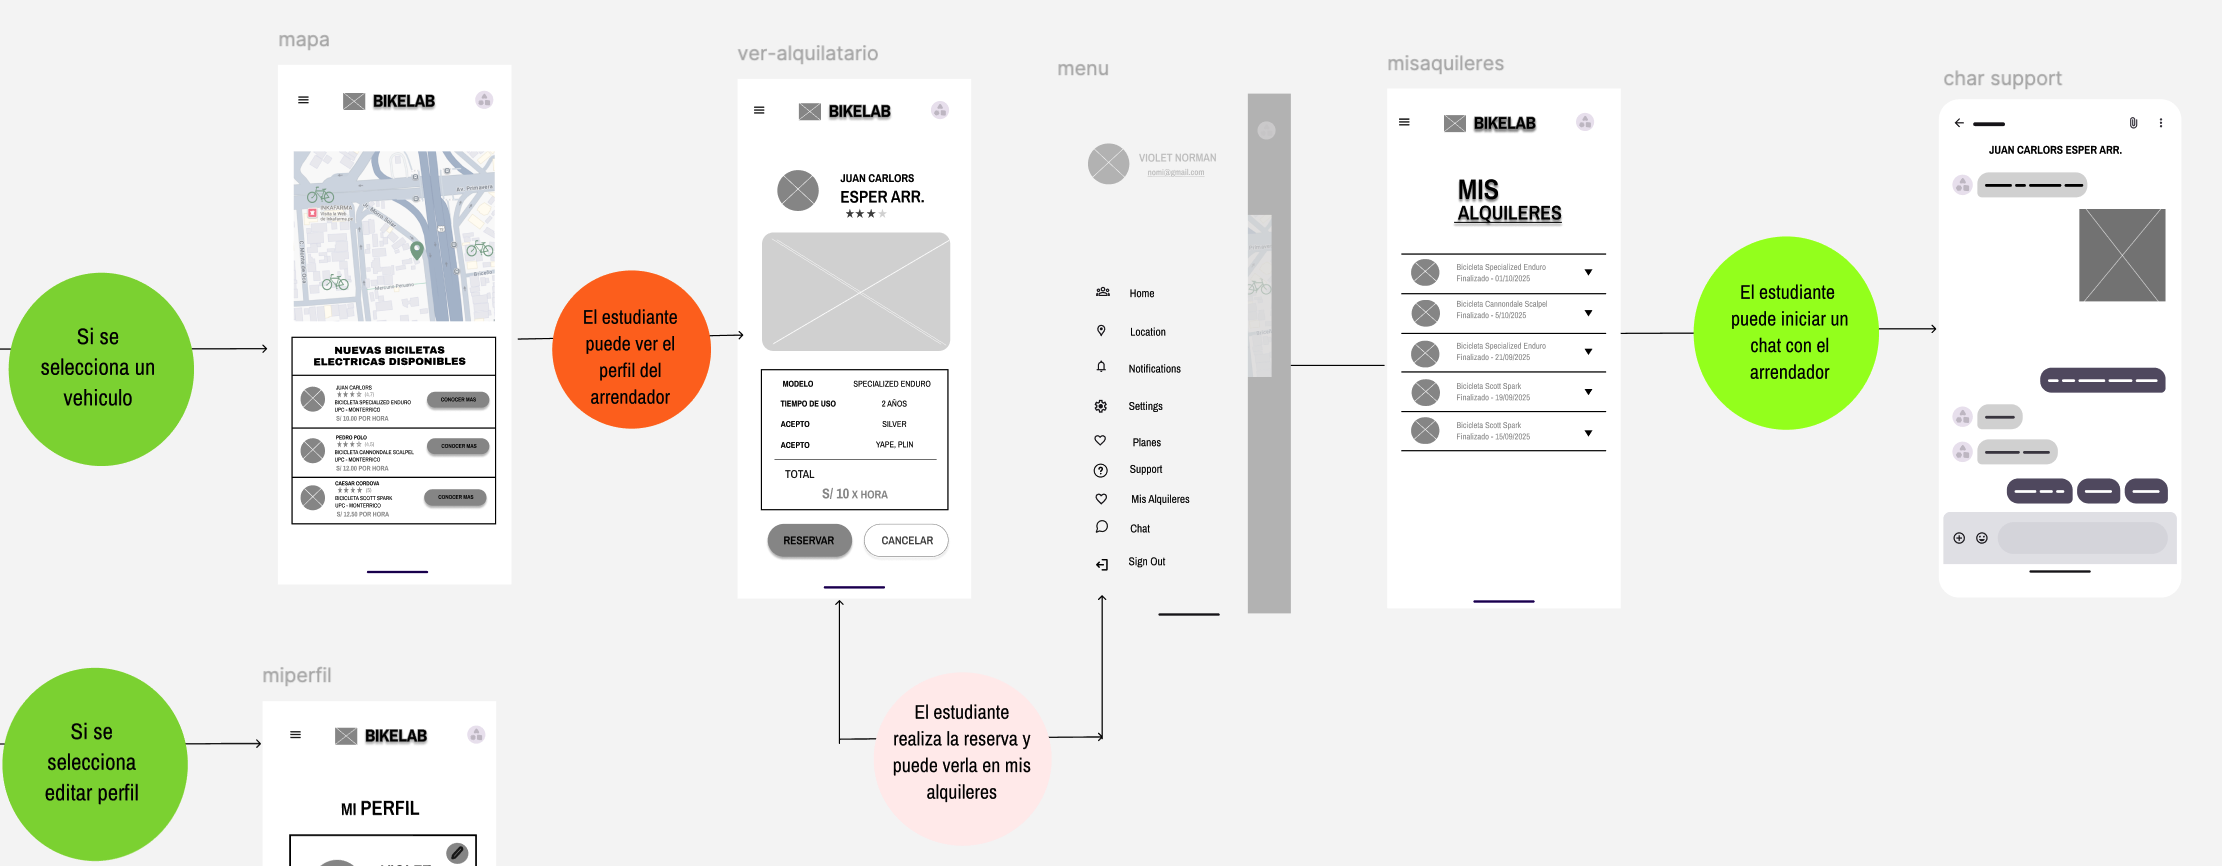 mapa
BIKELAB
Av. Primavera
INKAFARMA
Visita la Web
de Inkafarma.pe
Mercurio Peruano
NUEVAS BICILETAS
ELECTRICAS DISPONIBLES
JUAN CARLORS
BICICLETA SPECIALIZED ENDURO
UPC - MONTERRICO
S/ 10.00 POR HORA
CONOCER MAS
PEDRO POLO
BICICLETA CANNONDALE SCALPEL
UPC - MONTERRICO
S/ 12.00 POR HORA
CONOCER MAS
CAESAR CORDOVA
BICICLETA SCOTT SPARK
UPC - MONTERRICO
S/ 12.50 POR HORA
CONOCER MAS
Si se
selecciona un
vehiculo
El estudiante
puede ver el
perfil del
arrendador
ver-alquilatario
BIKELAB
JUAN CARLORS
ESPER ARR.
MODELO SPECIALIZED ENDURO
TIEMPO DE USO 2 AÑOS
ACEPTO SILVER
ACEPTO YAPE, PLIN
TOTAL
S/ 10 X HORA
RESERVAR
CANCELAR
menu
VIOLET NORMAN
nomi@gmail.com
Home
Location
Notifications
Settings
Planes
Support
Mis Alquileres
Chat
Sign Out
misaquileres
BIKELAB
MIS
ALQUILERES
Bicicleta Specialized Enduro
Finalizado - 01/10/2025
Bicicleta Cannondale Scalpel
Finalizado - 5/10/2025
Bicicleta Specialized Enduro
Finalizado - 21/09/2025
Bicicleta Scott Spark
Finalizado - 19/09/2025
Bicicleta Scott Spark
Finalizado - 15/09/2025
El estudiante
puede iniciar un
chat con el
arrendador
char support
JUAN CARLORS ESPER ARR.
El estudiante
realiza la reserva y
puede verla en mis
alquileres
Si se
selecciona
editar perfil
miperfil
BIKELAB
MI PERFIL